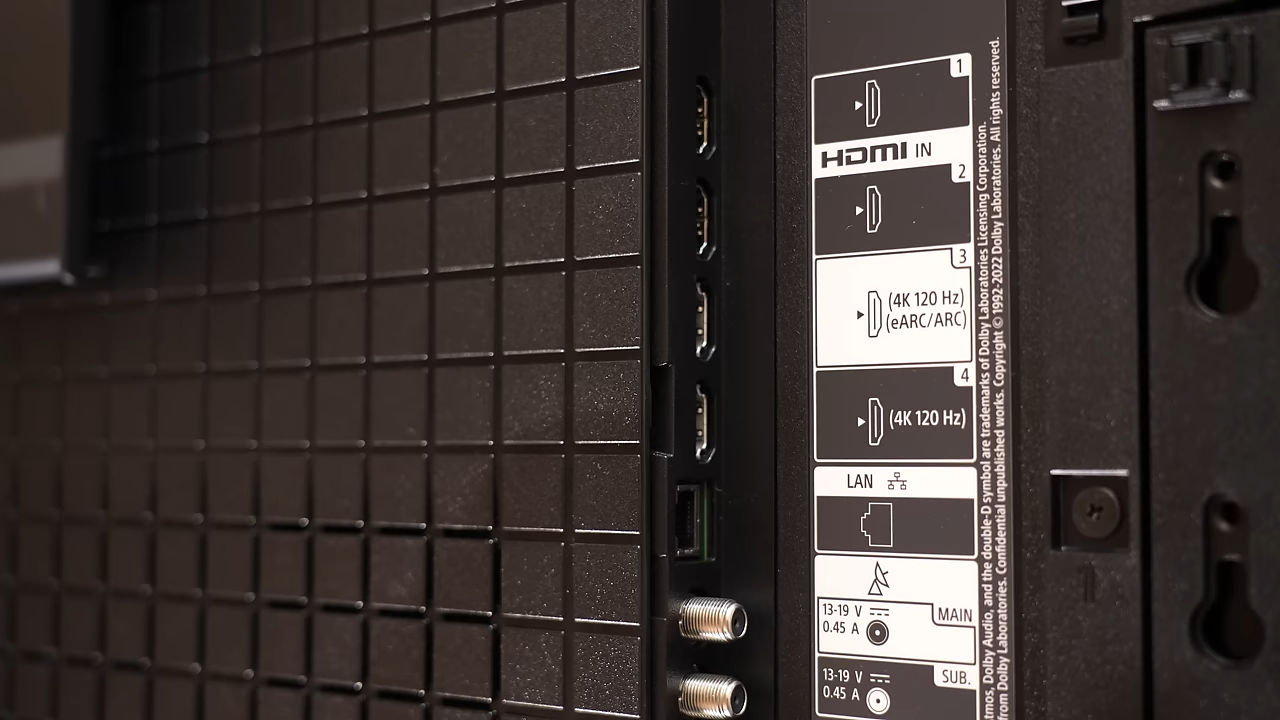 1
HDMI IN
2
3
(4K 120 Hz)
(eARC/ARC)
4
(4K 120 Hz)
LAN
13-19 V
0.45 A
MAIN
13-19 V
0.45 A
SUB.
Dolby Audio, and the double-D symbol are trademarks of Dolby Laboratories Licensing Corporation.
from Dolby Laboratories. Confidential unpublished works. Copyright © 1992-2022 Dolby Laboratories. All rights reserved.